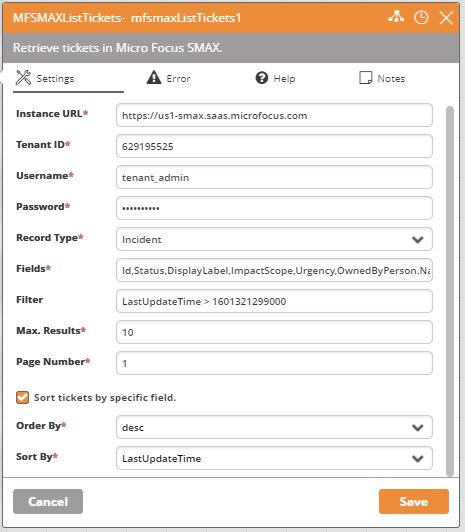 MFSMAXListTickets- mfsmaxListTickets1
Retrieve tickets in Micro Focus SMAX.
Settings Error Help Notes
Instance URL* https://us1-smax.saas.microfocus.com
Tenant ID* 629195525
Username* tenant_admin
Password* ••••••••••
Record Type* Incident
Fields* Id,Status,DisplayLabel,ImpactScope,Urgency,OwnedByPerson.Na
Filter LastUpdateTime > 1601321299000
Max. Results* 10
Page Number* 1
Sort tickets by specific field.
Order By* desc
Sort By* LastUpdateTime
Cancel Save